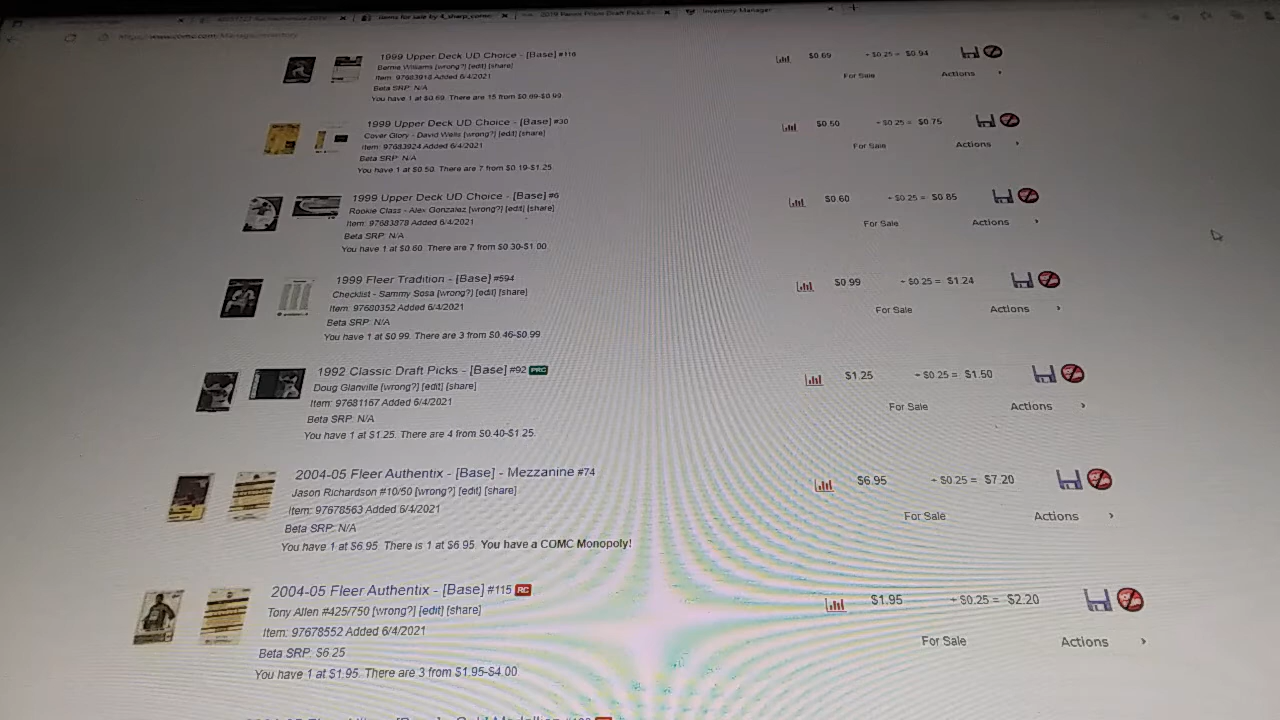 Inventory Manager
1999 Upper Deck UD Choice - [Base] #116
Bernie Williams [wrong?] [edit] [share]
Item: 97683918 Added 6/4/2021
Beta SRP: N/A
You have 1 at $0.69. There are 15 from $0.69-$0.99.
$0.69 + $0.25 = $0.94
For Sale Actions
1999 Upper Deck UD Choice - [Base] #30
Cover Glory - David Wells [wrong?] [edit] [share]
Item: 97683924 Added 6/4/2021
Beta SRP: N/A
You have 1 at $0.50. There are 7 from $0.19-$1.25.
$0.50 + $0.25 = $0.75
For Sale Actions
1999 Upper Deck UD Choice - [Base] #6
Rookie Class - Alex Gonzalez [wrong?] [edit] [share]
Item: 97683878 Added 6/4/2021
Beta SRP: N/A
You have 1 at $0.60. There are 7 from $0.30-$1.00.
$0.60 + $0.25 = $0.85
For Sale Actions
1999 Fleer Tradition - [Base] #594
Checklist - Sammy Sosa [wrong?] [edit] [share]
Item: 97680352 Added 6/4/2021
Beta SRP: N/A
You have 1 at $0.99. There are 3 from $0.46-$0.99.
$0.99 + $0.25 = $1.24
For Sale Actions
1992 Classic Draft Picks - [Base] #92 PRC
Doug Glanville [wrong?] [edit] [share]
Item: 97681167 Added 6/4/2021
Beta SRP: N/A
You have 1 at $1.25. There are 4 from $0.40-$1.25.
$1.25 + $0.25 = $1.50
For Sale Actions
2004-05 Fleer Authentix - [Base] - Mezzanine #74
Jason Richardson #10/50 [wrong?] [edit] [share]
Item: 97678563 Added 6/4/2021
Beta SRP: N/A
You have 1 at $6.95. There is 1 at $6.95. You have a COMC Monopoly!
$6.95 + $0.25 = $7.20
For Sale Actions
2004-05 Fleer Authentix - [Base] #115 RC
Tony Allen #425/750 [wrong?] [edit] [share]
Item: 97678552 Added 6/4/2021
Beta SRP: $6.25
You have 1 at $1.95. There are 3 from $1.95-$4.00.
$1.95 + $0.25 = $2.20
For Sale Actions